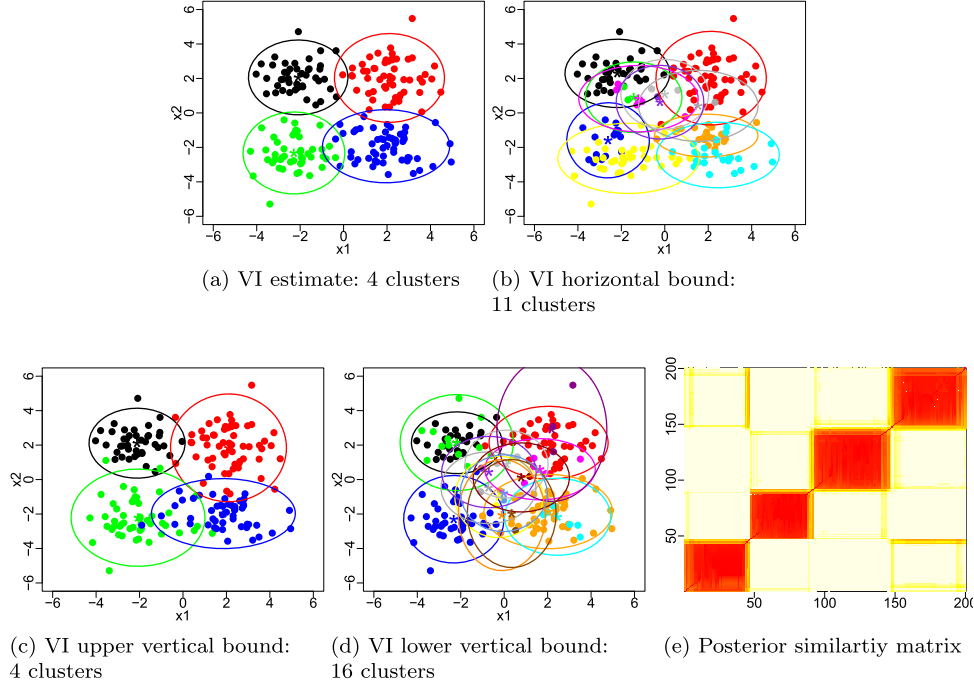 x2
6
4
2
0
−2
−4
−6
−6 −4 −2 0 2 4 6
x1
x2
6
4
2
0
−2
−4
−6
−6 −4 −2 0 2 4 6
x1
(a) VI estimate: 4 clusters
(b) VI horizontal bound:
11 clusters
x2
6
4
2
0
−2
−4
−6
−6 −4 −2 0 2 4 6
x1
x2
6
4
2
0
−2
−4
−6
−6 −4 −2 0 2 4 6
x1
200
150
100
50
50 100 150 200
(c) VI upper vertical bound:
4 clusters
(d) VI lower vertical bound:
16 clusters
(e) Posterior similartiy matrix